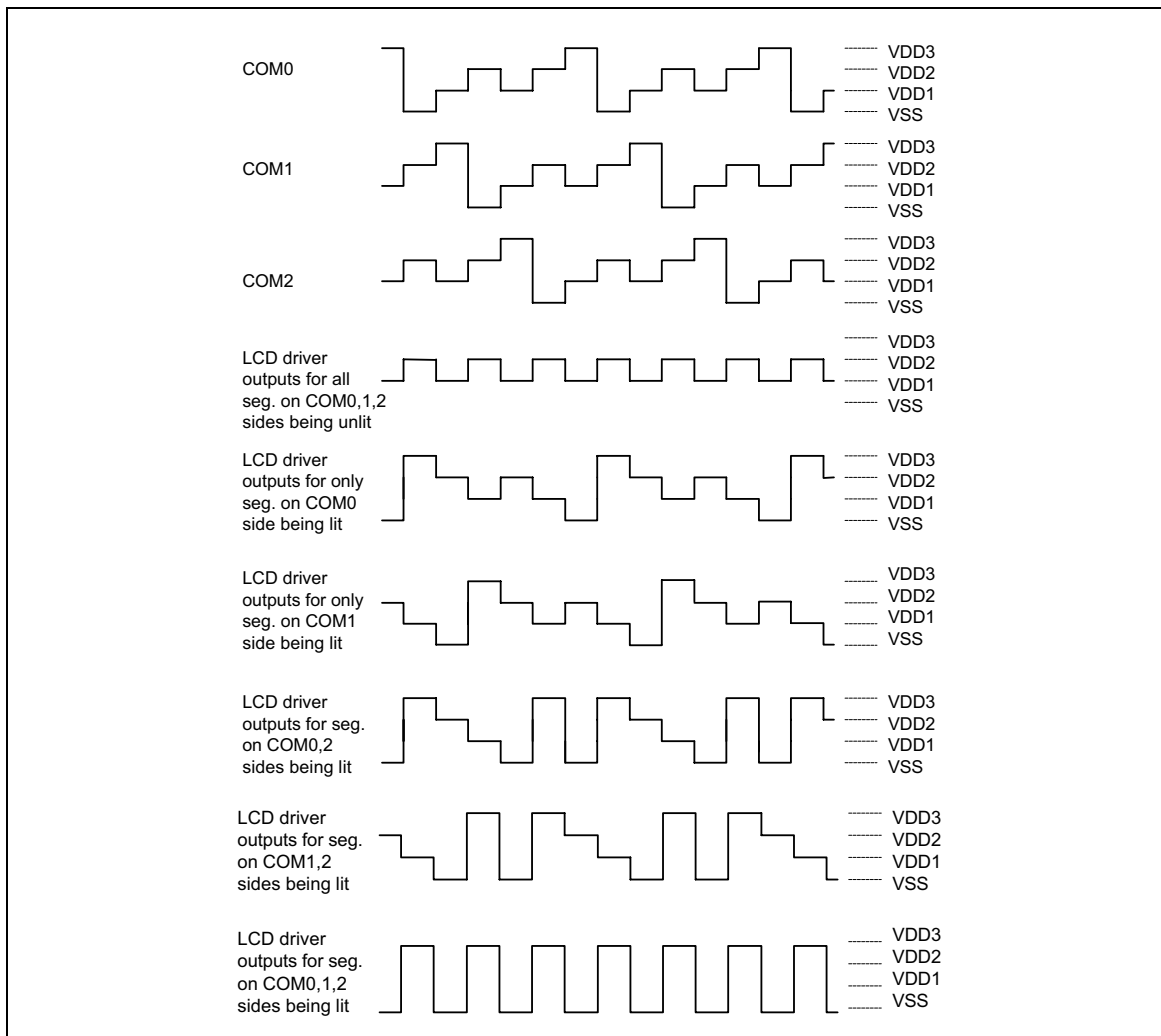 COM0
VDD3
VDD2
VDD1
VSS
COM1
VDD3
VDD2
VDD1
VSS
COM2
VDD3
VDD2
VDD1
VSS
LCD driver
outputs for all
seg. on COM0,1,2
sides being unlit
VDD3
VDD2
VDD1
VSS
LCD driver
outputs for only
seg. on COM0
side being lit
VDD3
VDD2
VDD1
VSS
LCD driver
outputs for only
seg. on COM1
side being lit
VDD3
VDD2
VDD1
VSS
LCD driver
outputs for seg.
on COM0,2
sides being lit
VDD3
VDD2
VDD1
VSS
LCD driver
outputs for seg.
on COM1,2
sides being lit
VDD3
VDD2
VDD1
VSS
LCD driver
outputs for seg.
on COM0,1,2
sides being lit
VDD3
VDD2
VDD1
VSS